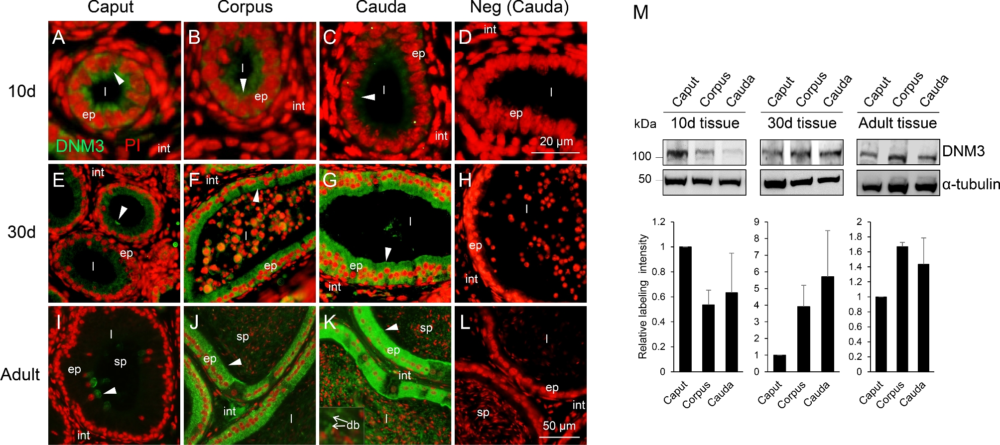 Caput Corpus Cauda Neg (Cauda)
10d
A
l
ep
DNM3 PI int
B
l
ep
int
C
ep
l
int
D
int
l
ep
20 µm
30d
E
int
ep
l
F
int
l
ep
G
l
ep
int
H
l
ep
int
Adult
I
l
sp
ep
int
J
sp
ep
int
l
K
sp
ep
int
db
l
L
l
ep
int
sp
50 µm
M
Caput Corpus Cauda Caput Corpus Cauda Caput Corpus Cauda
kDa 10d tissue 30d tissue Adult tissue
100 DNM3
50 α-tubulin
Relative labeling intensity
1.2
1
0.8
0.6
0.4
0.2
0
Caput Corpus Cauda
9
8
7
6
5
4
3
2
1
0
Caput Corpus Cauda
2
1.8
1.6
1.4
1.2
1
0.8
0.6
0.4
0.2
0
Caput Corpus Cauda